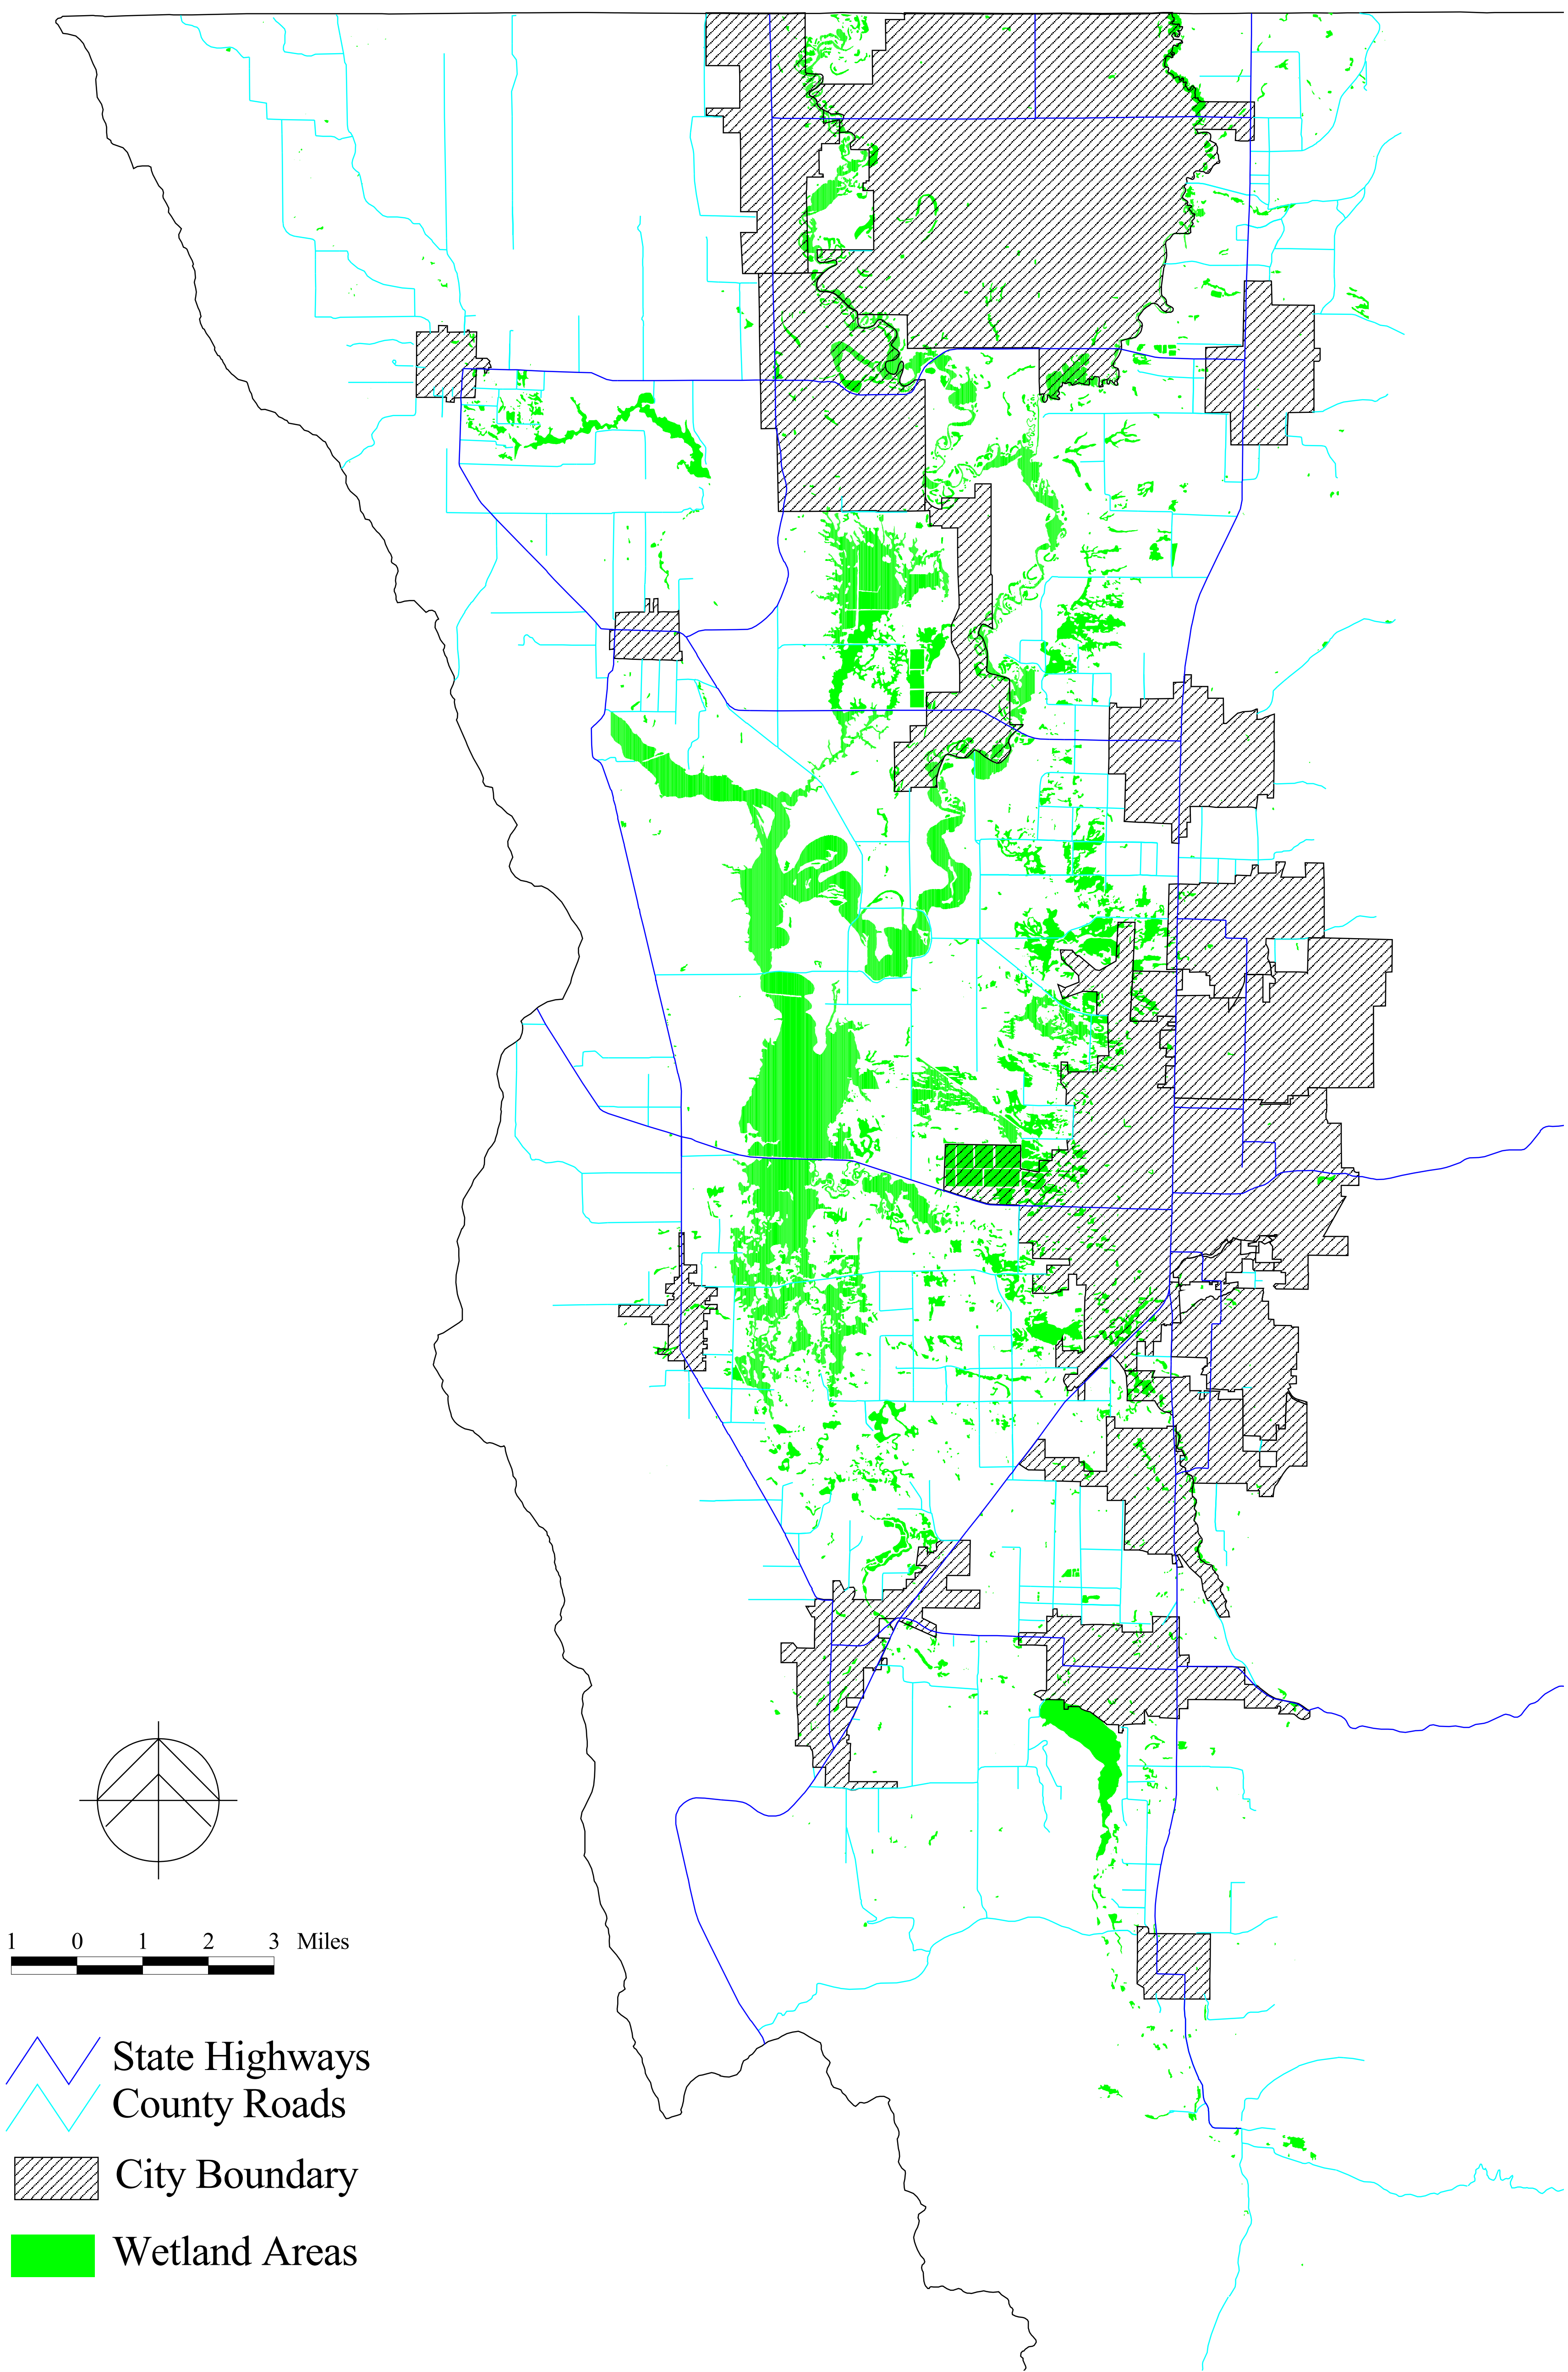 1 0 1 2 3 Miles
State Highways
County Roads
City Boundary
Wetland Areas